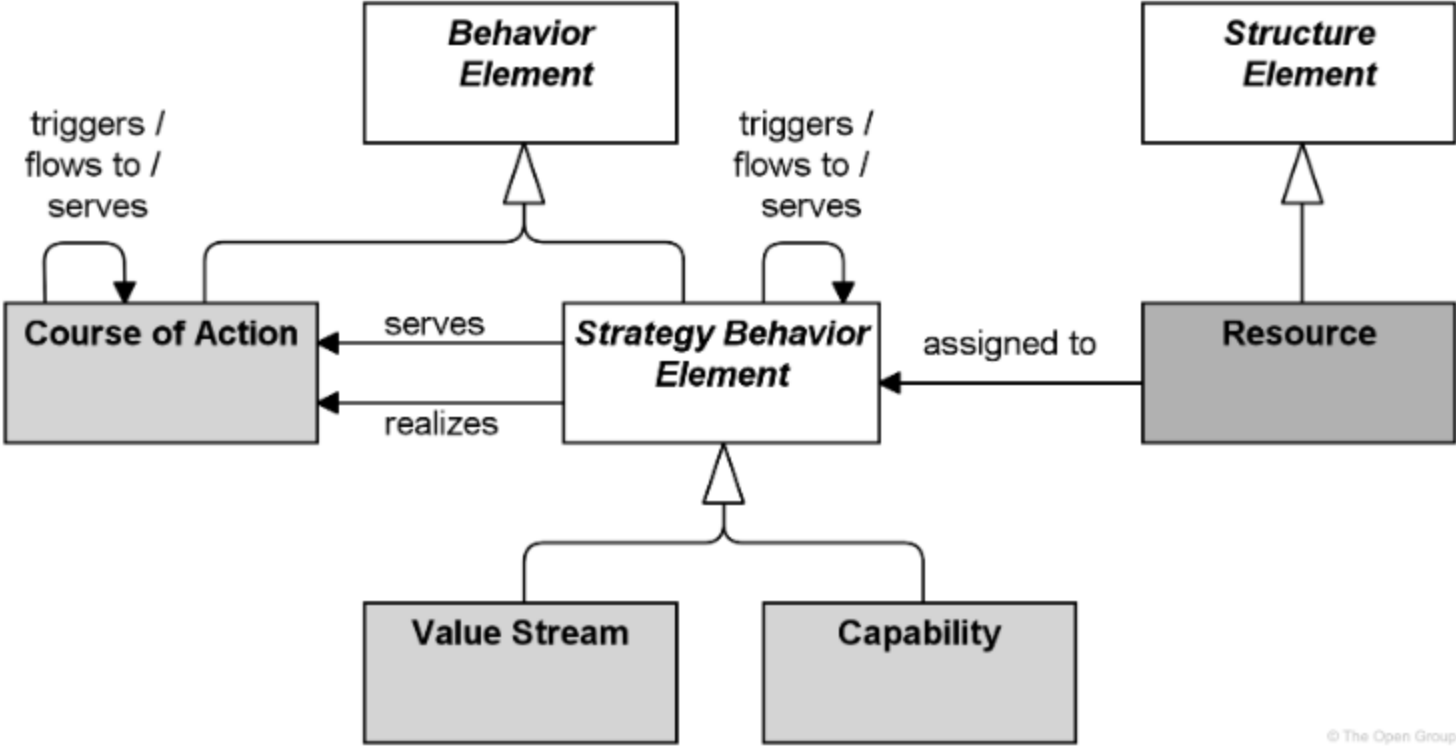 Behavior
Element
Structure
Element
triggers /
flows to /
serves
triggers /
flows to /
serves
Course of Action
serves
realizes
Strategy Behavior
Element
assigned to
Resource
Value Stream
Capability
© The Open Group